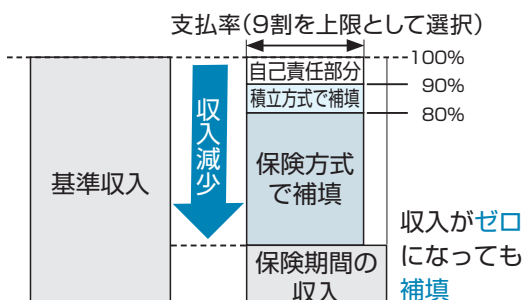 支払率（9割を上限として選択）
100%
自己責任部分
90%
積立方式で補填
80%
収入減少
保険方式
で補填
基準収入
収入がゼロ
になっても
補填
保険期間の
収入